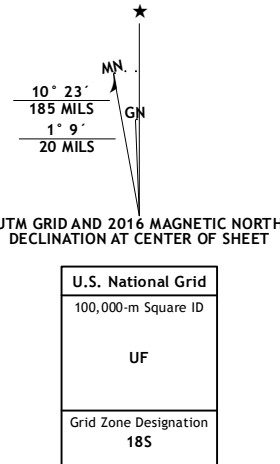 ★
MN
10° 23´
185 MILS
GN
1° 9´
20 MILS
UTM GRID AND 2016 MAGNETIC NORTH
DECLINATION AT CENTER OF SHEET
U.S. National Grid
100,000-m Square ID
UF
Grid Zone Designation
18S